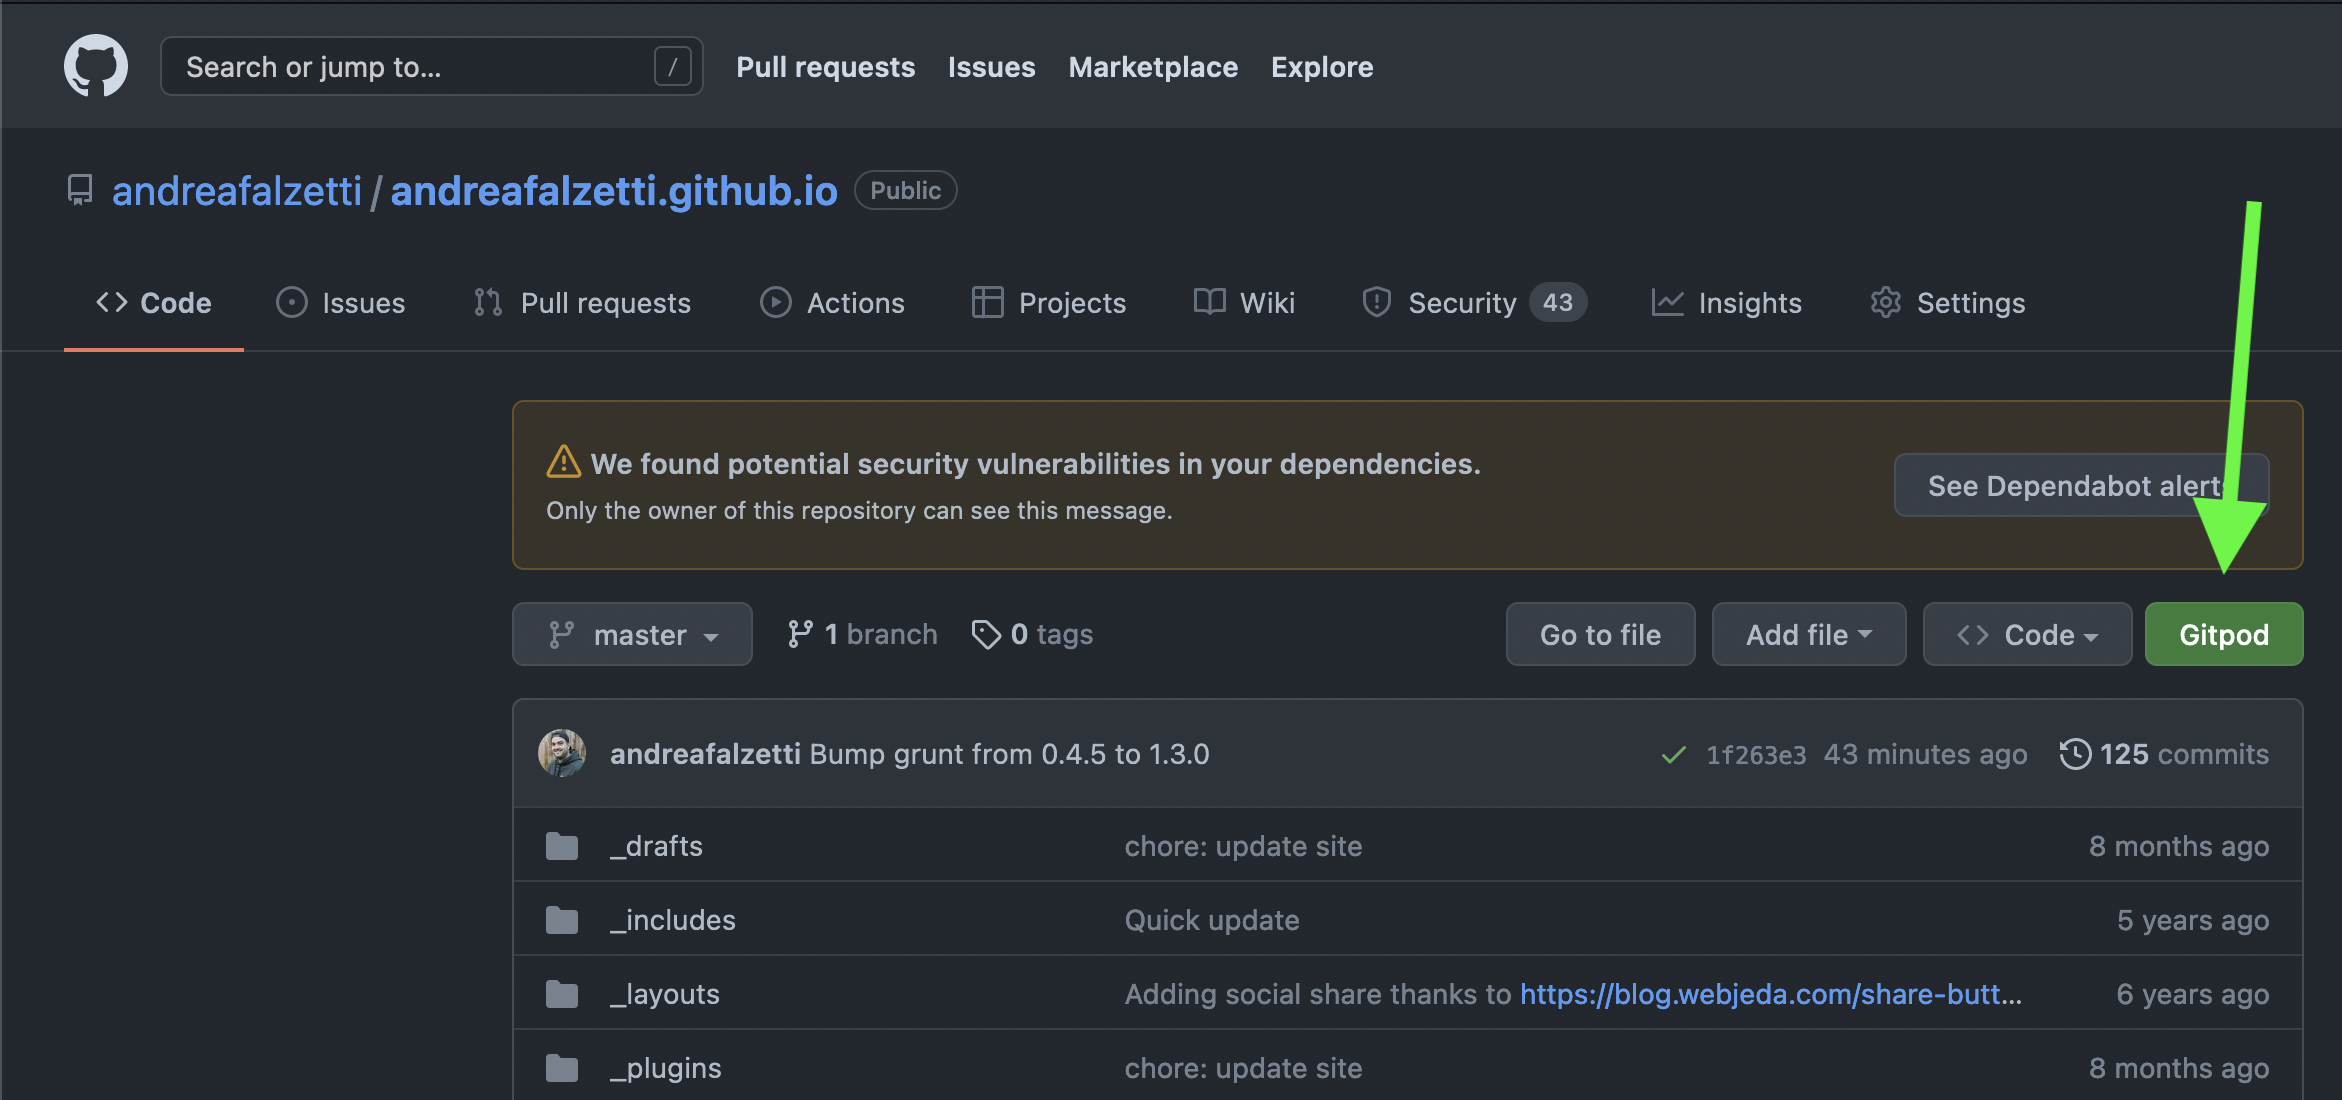 Search or jump to... / Pull requests Issues Marketplace Explore
andreafalzetti / andreafalzetti.github.io Public
<> Code Issues Pull requests Actions Projects Wiki Security 43 Insights Settings
We found potential security vulnerabilities in your dependencies.
Only the owner of this repository can see this message.
See Dependabot alerts
master 1 branch 0 tags Go to file Add file <> Code Gitpod
andreafalzetti Bump grunt from 0.4.5 to 1.3.0 1f263e3 43 minutes ago 125 commits
_drafts chore: update site 8 months ago
_includes Quick update 5 years ago
_layouts Adding social share thanks to https://blog.webjeda.com/share-butt... 6 years ago
_plugins chore: update site 8 months ago